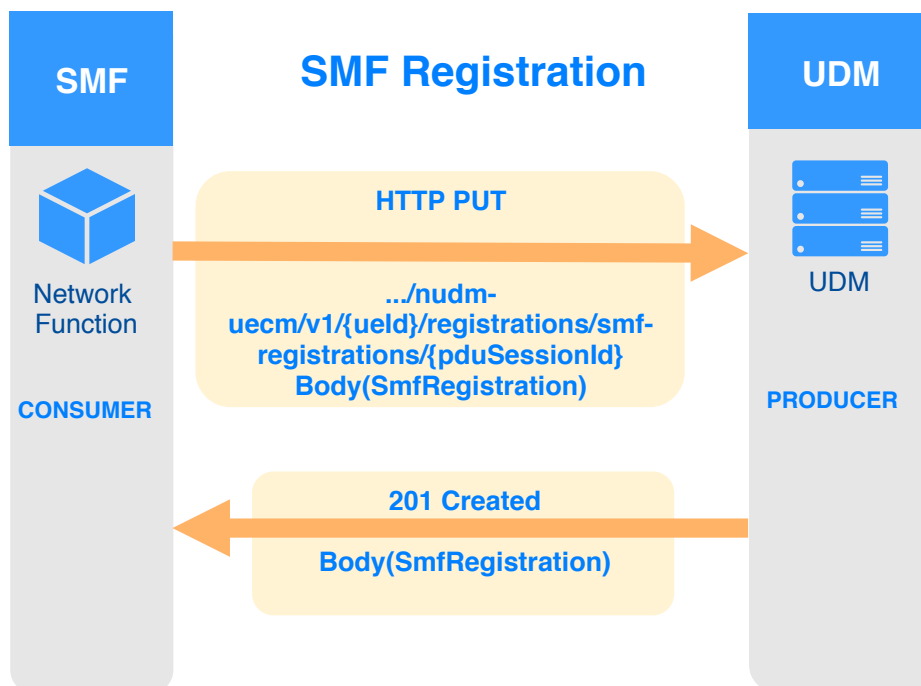 SMF
SMF Registration
UDM
HTTP PUT
Network
Function
UDM
.../nudm-
uecm/v1/{ueId}/registrations/smf-
registrations/{pduSessionId}
Body(SmfRegistration)
CONSUMER
PRODUCER
201 Created
Body(SmfRegistration)